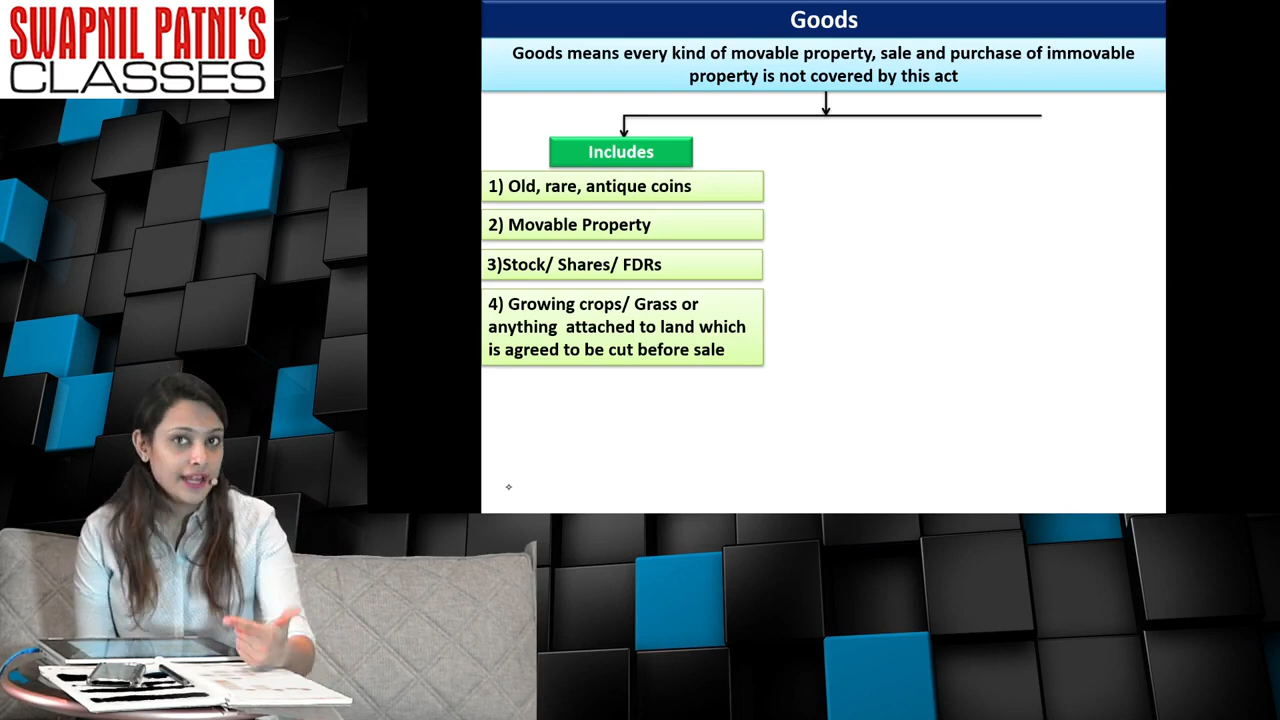 SWAPNIL PATNI'S
CLASSES
Goods
Goods means every kind of movable property, sale and purchase of immovable
property is not covered by this act
Includes
1) Old, rare, antique coins
2) Movable Property
3)Stock/ Shares/ FDRs
4) Growing crops/ Grass or
anything attached to land which
is agreed to be cut before sale